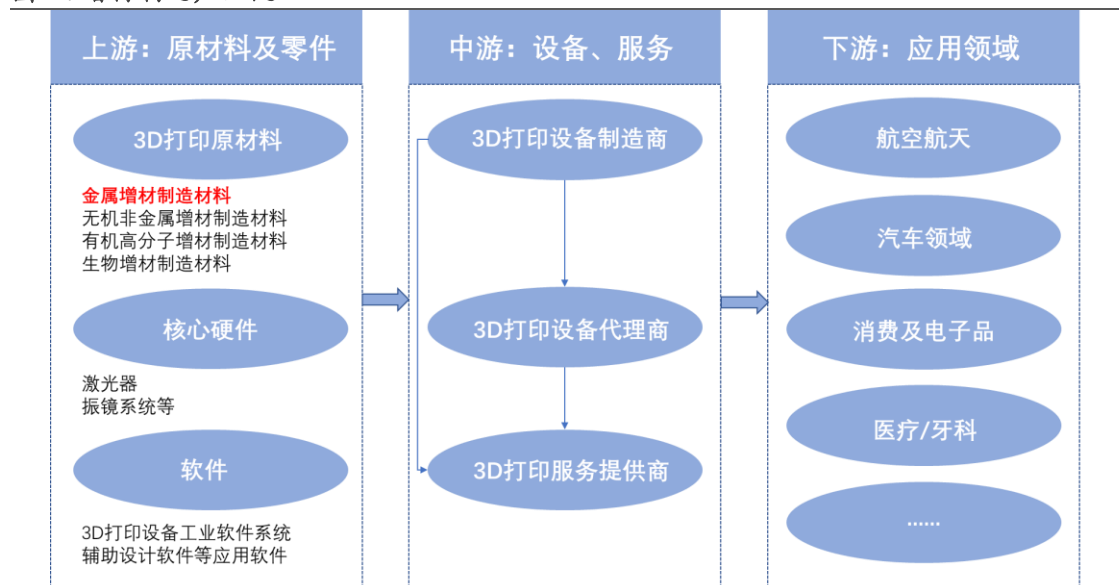 上游：原材料及零件
3D打印原材料
金属增材制造材料
无机非金属增材制造材料
有机高分子增材制造材料
生物增材制造材料
核心硬件
激光器
振镜系统等
软件
3D打印设备工业软件系统
辅助设计软件等应用软件
中游：设备、服务
3D打印设备制造商
3D打印设备代理商
3D打印服务提供商
下游：应用领域
航空航天
汽车领域
消费及电子品
医疗/牙科
……